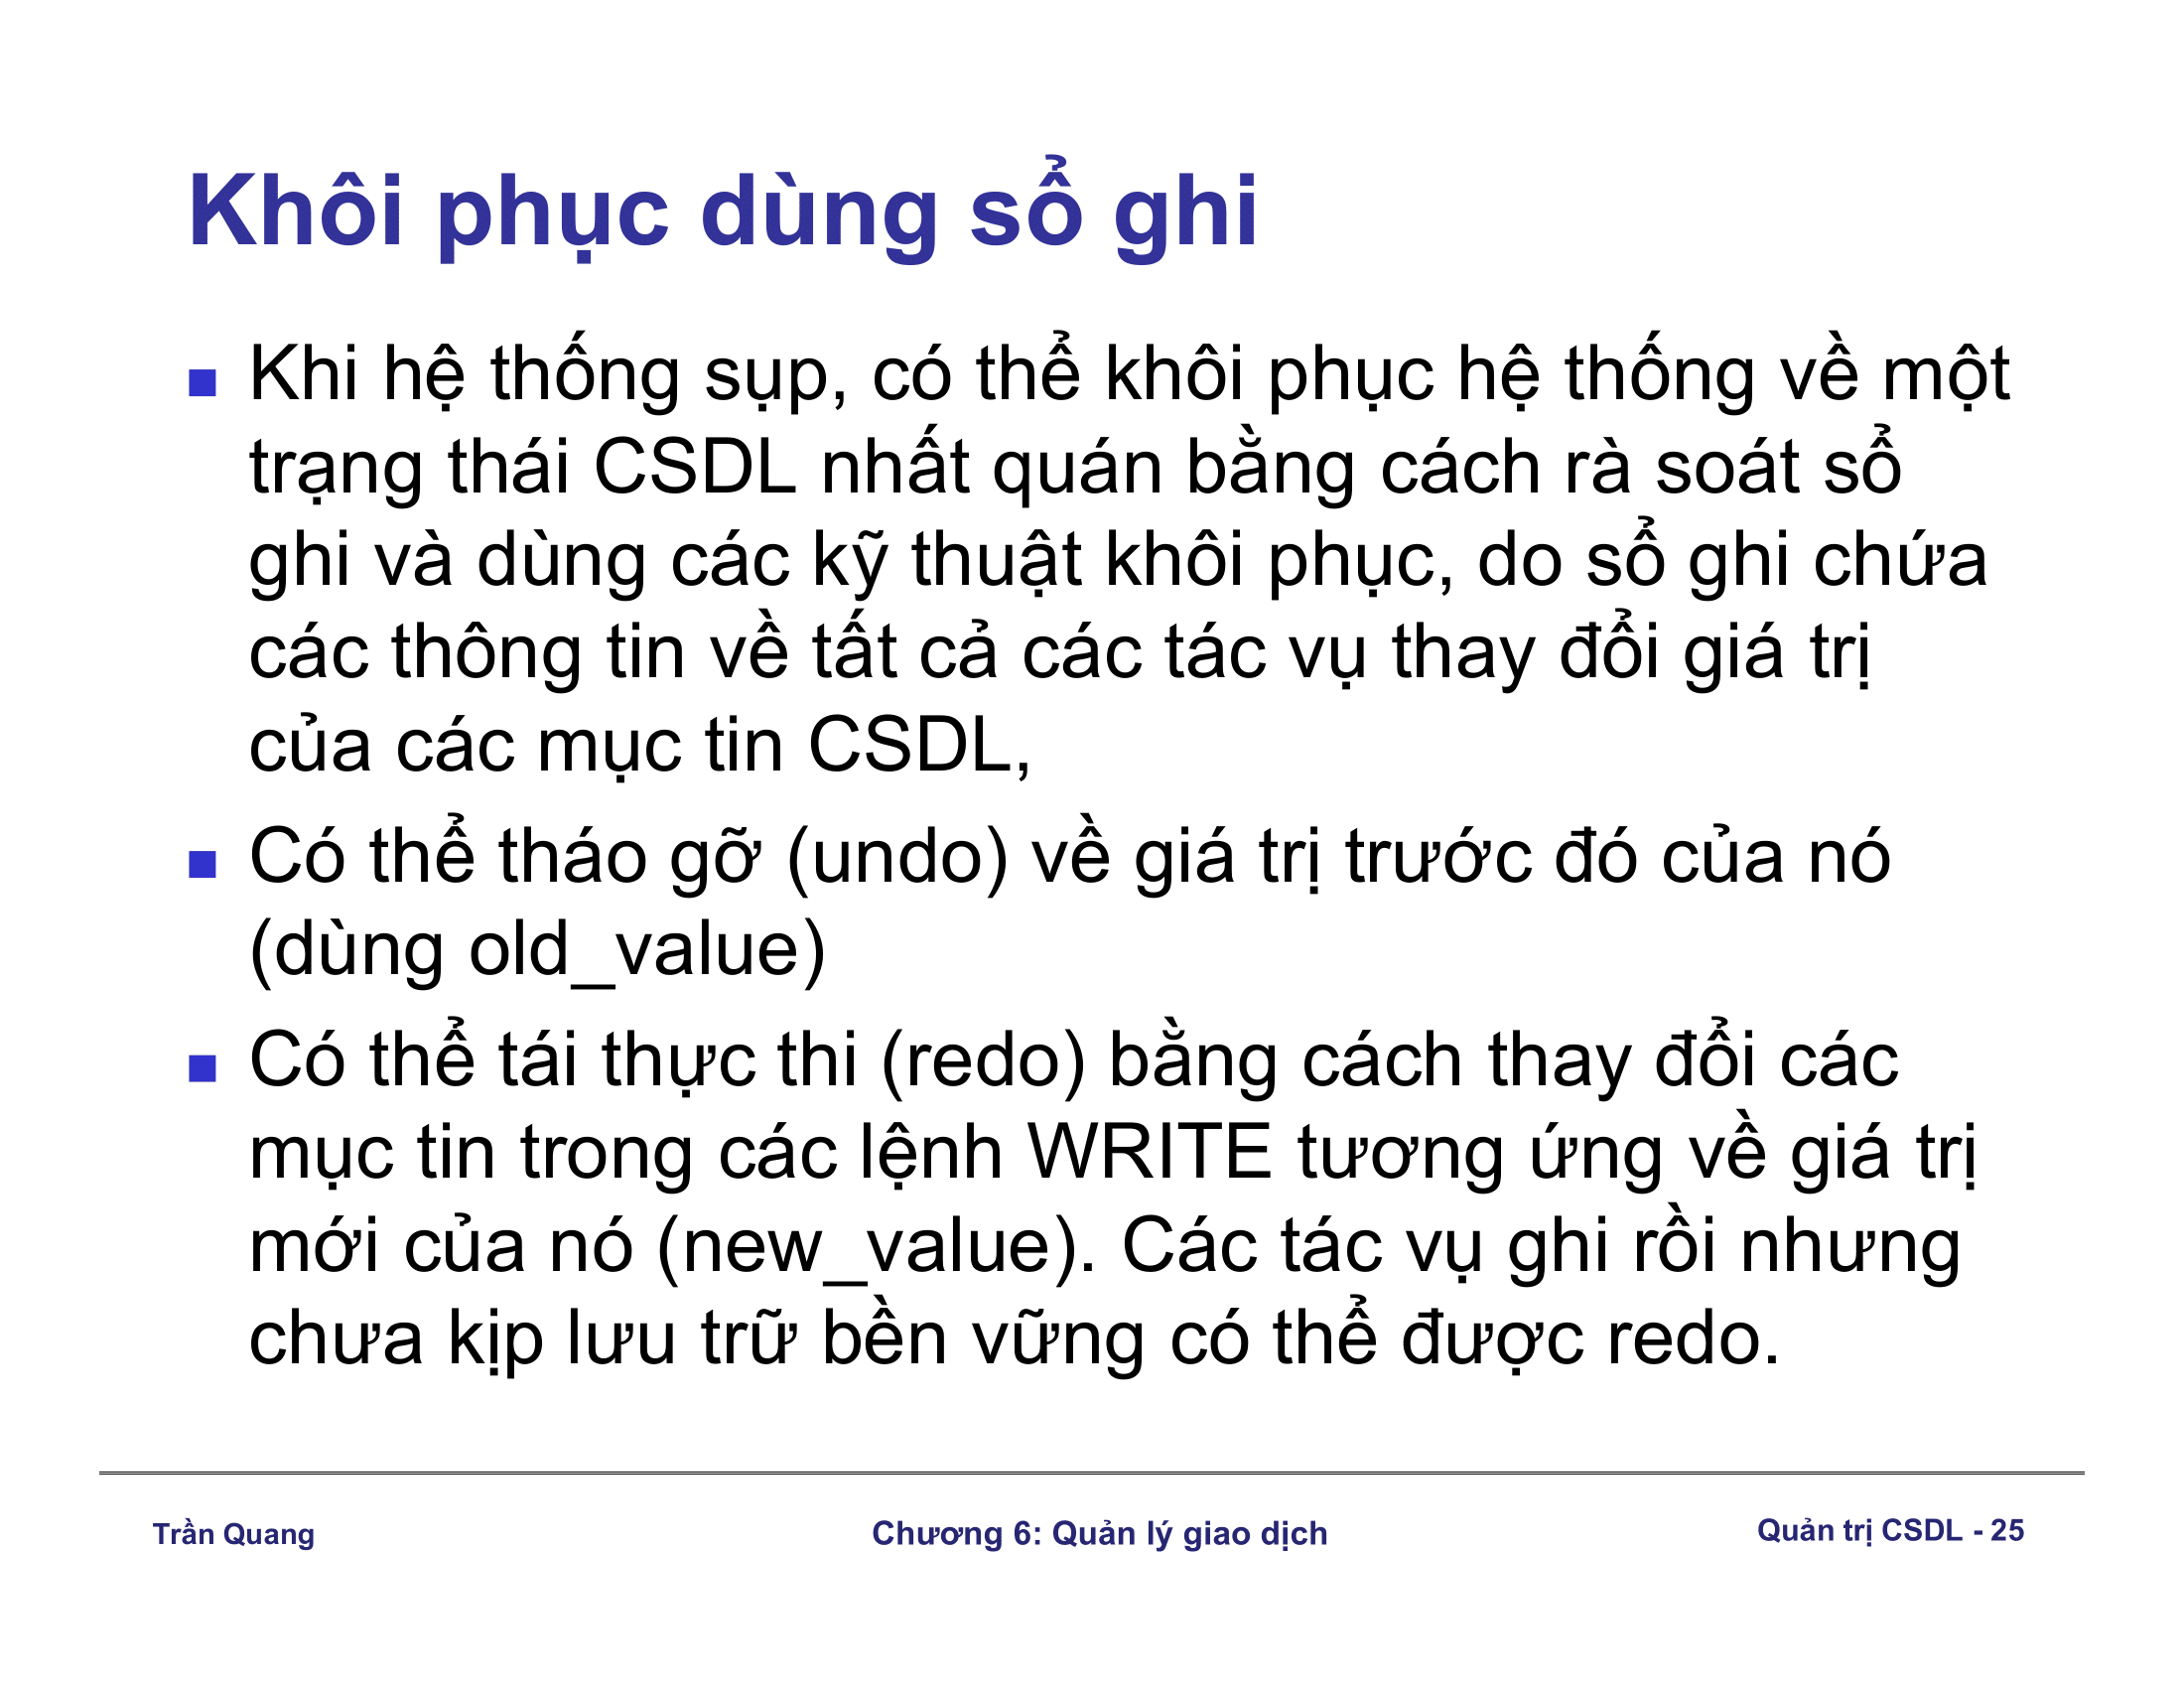 Khôi phục dùng sổ ghi
Khi hệ thống sụp, có thể khôi phục hệ thống về một
trạng thái CSDL nhất quán bằng cách rà soát sổ
ghi và dùng các kỹ thuật khôi phục, do sổ ghi chứa
các thông tin về tất cả các tác vụ thay đổi giá trị
của các mục tin CSDL,
Có thể tháo gỡ (undo) về giá trị trước đó của nó
(dùng old_value)
Có thể tái thực thi (redo) bằng cách thay đổi các
mục tin trong các lệnh WRITE tương ứng về giá trị
mới của nó (new_value). Các tác vụ ghi rồi nhưng
chưa kịp lưu trữ bền vững có thể được redo.
Trần Quang
Chương 6: Quản lý giao dịch
Quản trị CSDL - 25